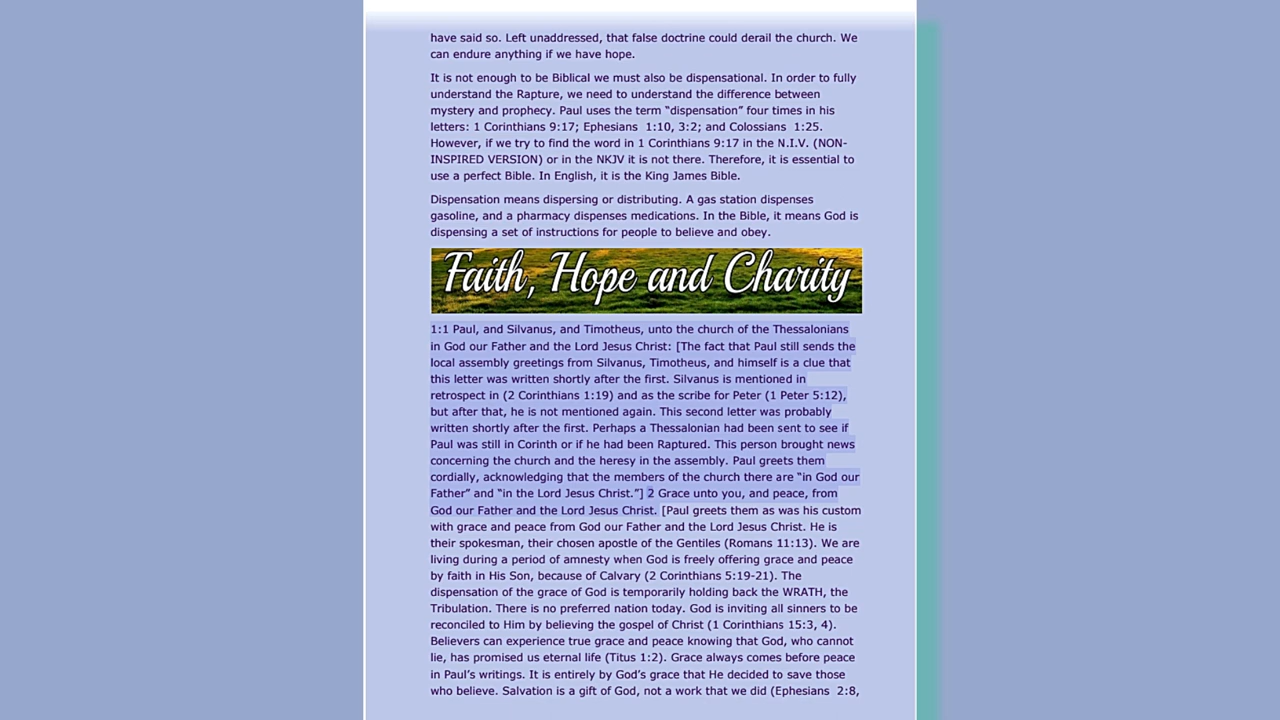 have said so. Left unaddressed, that false doctrine could derail the church. We
can endure anything if we have hope.
It is not enough to be Biblical we must also be dispensational. In order to fully
understand the Rapture, we need to understand the difference between
mystery and prophecy. Paul uses the term “dispensation” four times in his
letters: 1 Corinthians 9:17; Ephesians  1:10, 3:2; and Colossians  1:25.
However, if we try to find the word in 1 Corinthians 9:17 in the N.I.V. (NON-
INSPIRED VERSION) or in the NKJV it is not there. Therefore, it is essential to
use a perfect Bible. In English, it is the King James Bible.
Dispensation means dispersing or distributing. A gas station dispenses
gasoline, and a pharmacy dispenses medications. In the Bible, it means God is
dispensing a set of instructions for people to believe and obey.
Faith, Hope and Charity
1:1 Paul, and Silvanus, and Timotheus, unto the church of the Thessalonians
in God our Father and the Lord Jesus Christ: [The fact that Paul still sends the
local assembly greetings from Silvanus, Timotheus, and himself is a clue that
this letter was written shortly after the first. Silvanus is mentioned in
retrospect in (2 Corinthians 1:19) and as the scribe for Peter (1 Peter 5:12),
but after that, he is not mentioned again. This second letter was probably
written shortly after the first. Perhaps a Thessalonian had been sent to see if
Paul was still in Corinth or if he had been Raptured. This person brought news
concerning the church and the heresy in the assembly. Paul greets them
cordially, acknowledging that the members of the church there are “in God our
Father” and “in the Lord Jesus Christ.”] 2 Grace unto you, and peace, from
God our Father and the Lord Jesus Christ. [Paul greets them as was his custom
with grace and peace from God our Father and the Lord Jesus Christ. He is
their spokesman, their chosen apostle of the Gentiles (Romans 11:13). We are
living during a period of amnesty when God is freely offering grace and peace
by faith in His Son, because of Calvary (2 Corinthians 5:19-21). The
dispensation of the grace of God is temporarily holding back the WRATH, the
Tribulation. There is no preferred nation today. God is inviting all sinners to be
reconciled to Him by believing the gospel of Christ (1 Corinthians 15:3, 4).
Believers can experience true grace and peace knowing that God, who cannot
lie, has promised us eternal life (Titus 1:2). Grace always comes before peace
in Paul’s writings. It is entirely by God’s grace that He decided to save those
who believe. Salvation is a gift of God, not a work that we did (Ephesians  2:8,